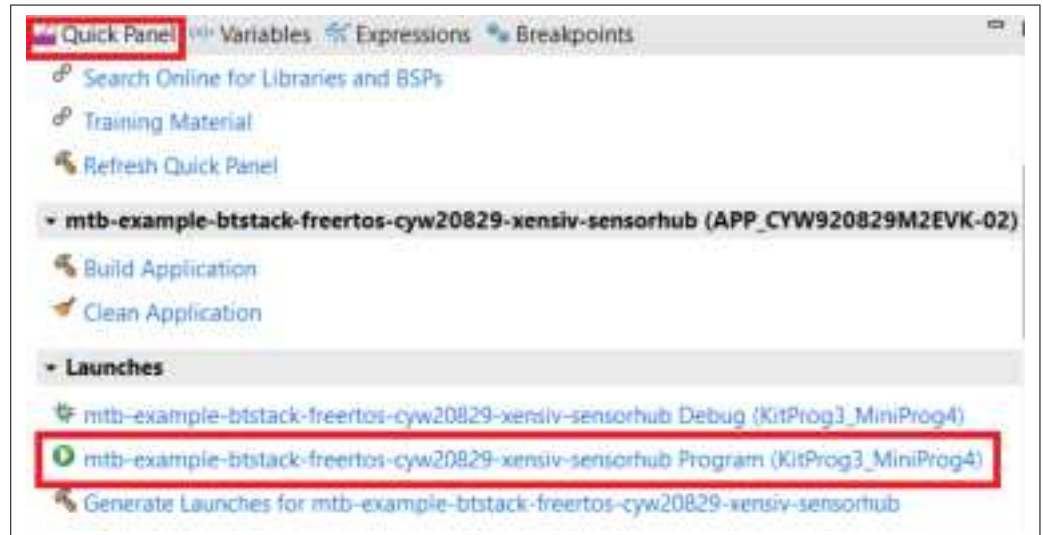 Quick Panel Variables Expressions Breakpoints
Search Online for Libraries and BSPs
Training Material
Refresh Quick Panel
mtb-example-btstack-freertos-cyw20829-xensiv-sensorhub (APP_CYW920829M2EVK-02)
Build Application
Clean Application
Launches
mtb-example-btstack-freertos-cyw20829-xensiv-sensorhub Debug (KitProg3_MiniProg4)
mtb-example-btstack-freertos-cyw20829-xensiv-sensorhub Program (KitProg3_MiniProg4)
Generate Launches for mtb-example-btstack-freertos-cyw20829-xensiv-sensorhub